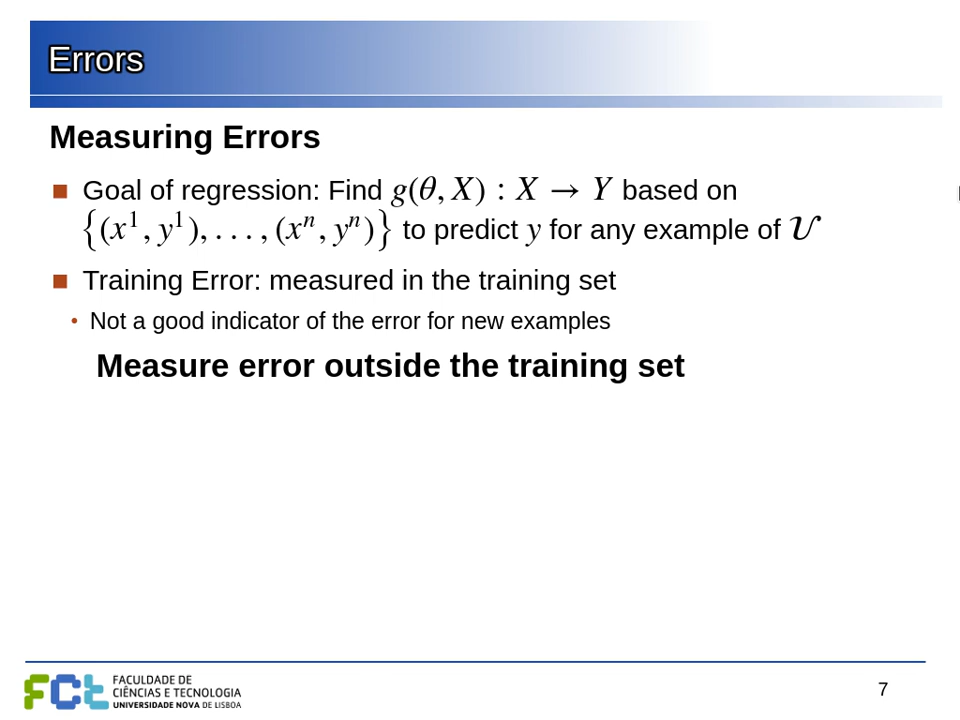 Errors
Measuring Errors
Goal of regression: Find g(θ, X) : X → Y based on
{(x¹, y¹), . . . , (xⁿ, yⁿ)} to predict y for any example of 𝒰
Training Error: measured in the training set
• Not a good indicator of the error for new examples
Measure error outside the training set
FCt
FACULDADE DE
CIÊNCIAS E TECNOLOGIA
UNIVERSIDADE NOVA DE LISBOA
7